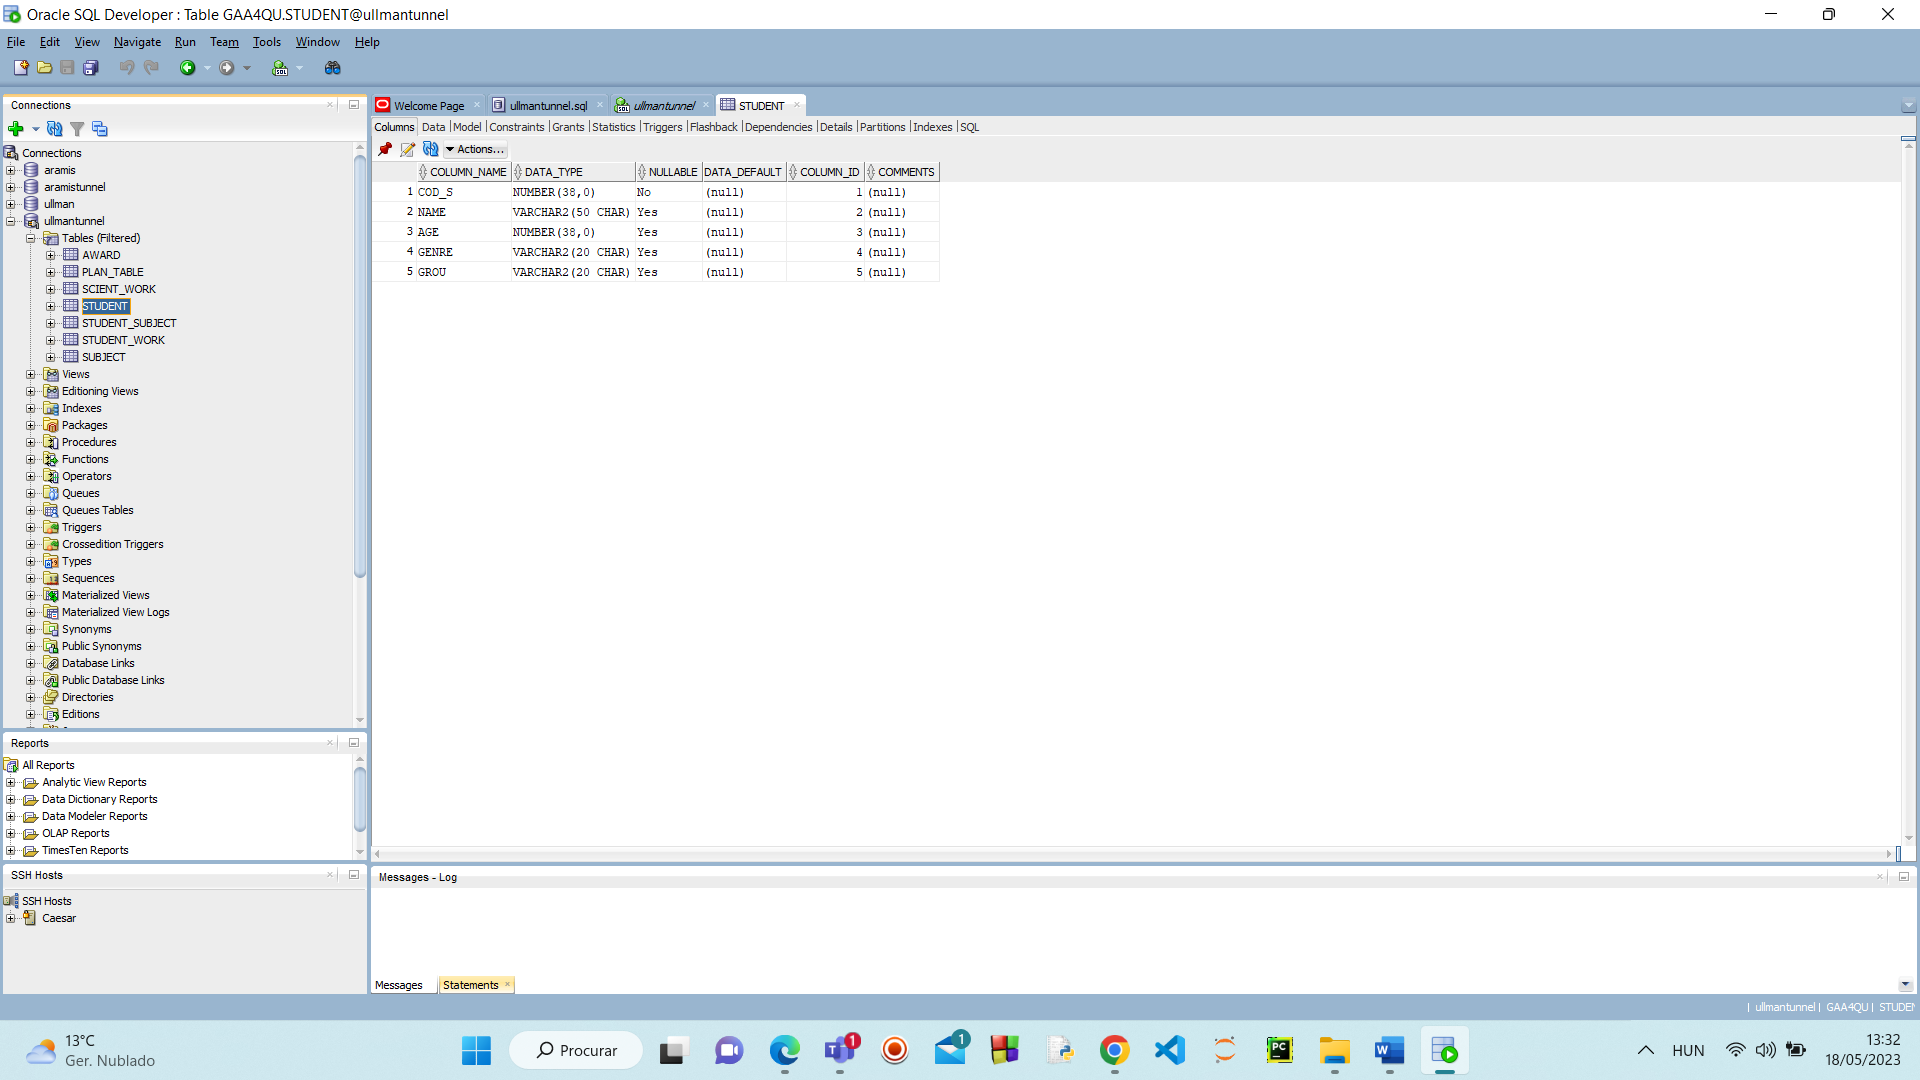 Oracle SQL Developer : Table GAA4QU.STUDENT@ullmantunnel
File Edit View Navigate Run Team Tools Window Help
Connections
Connections
aramis
aramistunnel
ullman
ullmantunnel
Tables (Filtered)
AWARD
PLAN_TABLE
SCIENT_WORK
STUDENT
STUDENT_SUBJECT
STUDENT_WORK
SUBJECT
Views
Editioning Views
Indexes
Packages
Procedures
Functions
Operators
Queues
Queues Tables
Triggers
Crossedition Triggers
Types
Sequences
Materialized Views
Materialized View Logs
Synonyms
Public Synonyms
Database Links
Public Database Links
Directories
Editions
Reports
All Reports
Analytic View Reports
Data Dictionary Reports
Data Modeler Reports
OLAP Reports
TimesTen Reports
SSH Hosts
SSH Hosts
Caesar
Welcome Page ullmantunnel.sql ullmantunnel STUDENT
Columns Data Model Constraints Grants Statistics Triggers Flashback Dependencies Details Partitions Indexes SQL
Actions...
COLUMN_NAME DATA_TYPE NULLABLE DATA_DEFAULT COLUMN_ID COMMENTS
1 COD_S NUMBER(38,0) No (null) 1 (null)
2 NAME VARCHAR2(50 CHAR) Yes (null) 2 (null)
3 AGE NUMBER(38,0) Yes (null) 3 (null)
4 GENRE VARCHAR2(20 CHAR) Yes (null) 4 (null)
5 GROU VARCHAR2(20 CHAR) Yes (null) 5 (null)
Messages - Log
Messages Statements
| ullmantunnel | GAA4QU | STUDEN
13°C
Ger. Nublado
Procurar
1
1
PC
HUN
13:32
18/05/2023